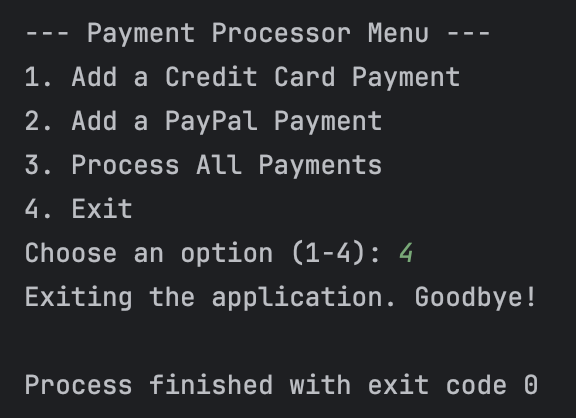 --- Payment Processor Menu ---
1. Add a Credit Card Payment
2. Add a PayPal Payment
3. Process All Payments
4. Exit
Choose an option (1-4): 4
Exiting the application. Goodbye!
Process finished with exit code 0